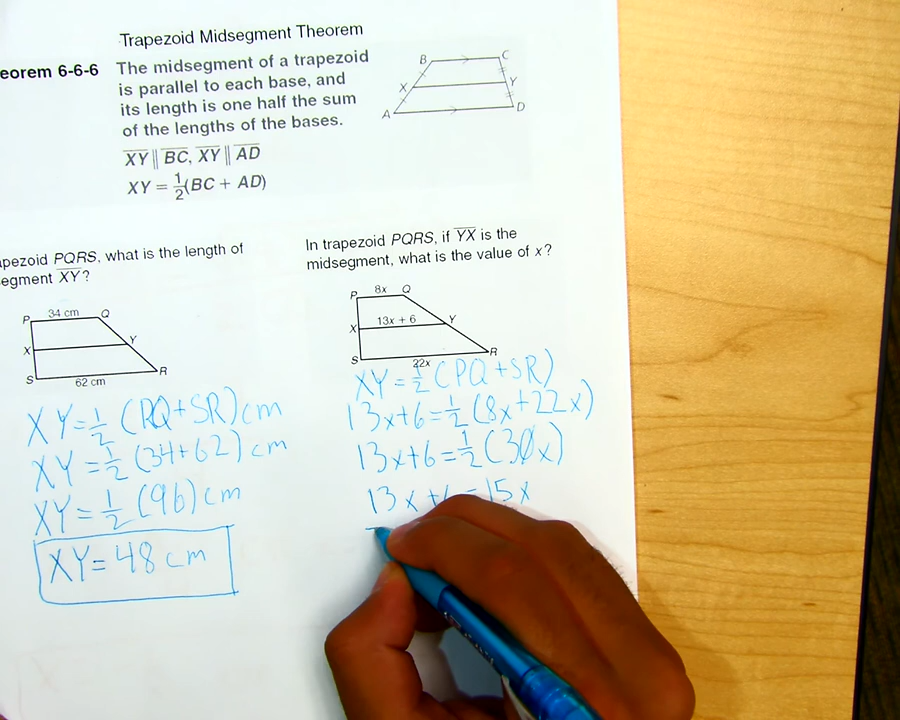 Trapezoid Midsegment Theorem
eorem 6-6-6
The midsegment of a trapezoid
is parallel to each base, and
its length is one half the sum
of the lengths of the bases.
XY || BC, XY || AD
XY = 1/2(BC + AD)
B C
X Y
A D
apezoid PQRS, what is the length of
egment XY?
P 34 cm Q
X Y
S 62 cm R
XY = 1/2 (PQ + SR) cm
XY = 1/2 (34+62) cm
XY = 1/2 (96) cm
XY = 48 cm
In trapezoid PQRS, if YX is the
midsegment, what is the value of x?
P 8x Q
X 13x + 6 Y
S 22x R
XY = 1/2 (PQ + SR)
13x+6 = 1/2 (8x+22x)
13x+6 = 1/2 (30x)
13x + = 15x